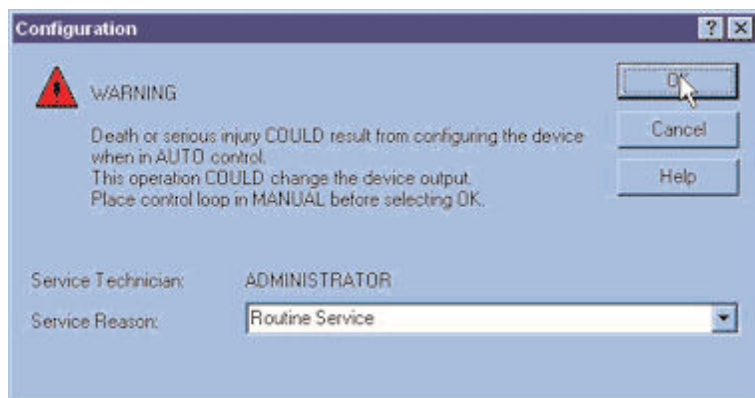 Configuration
WARNING
Death or serious injury COULD result from configuring the device
when in AUTO control.
This operation COULD change the device output.
Place control loop in MANUAL before selecting OK.
OK
Cancel
Help
Service Technician: ADMINISTRATOR
Service Reason: Routine Service